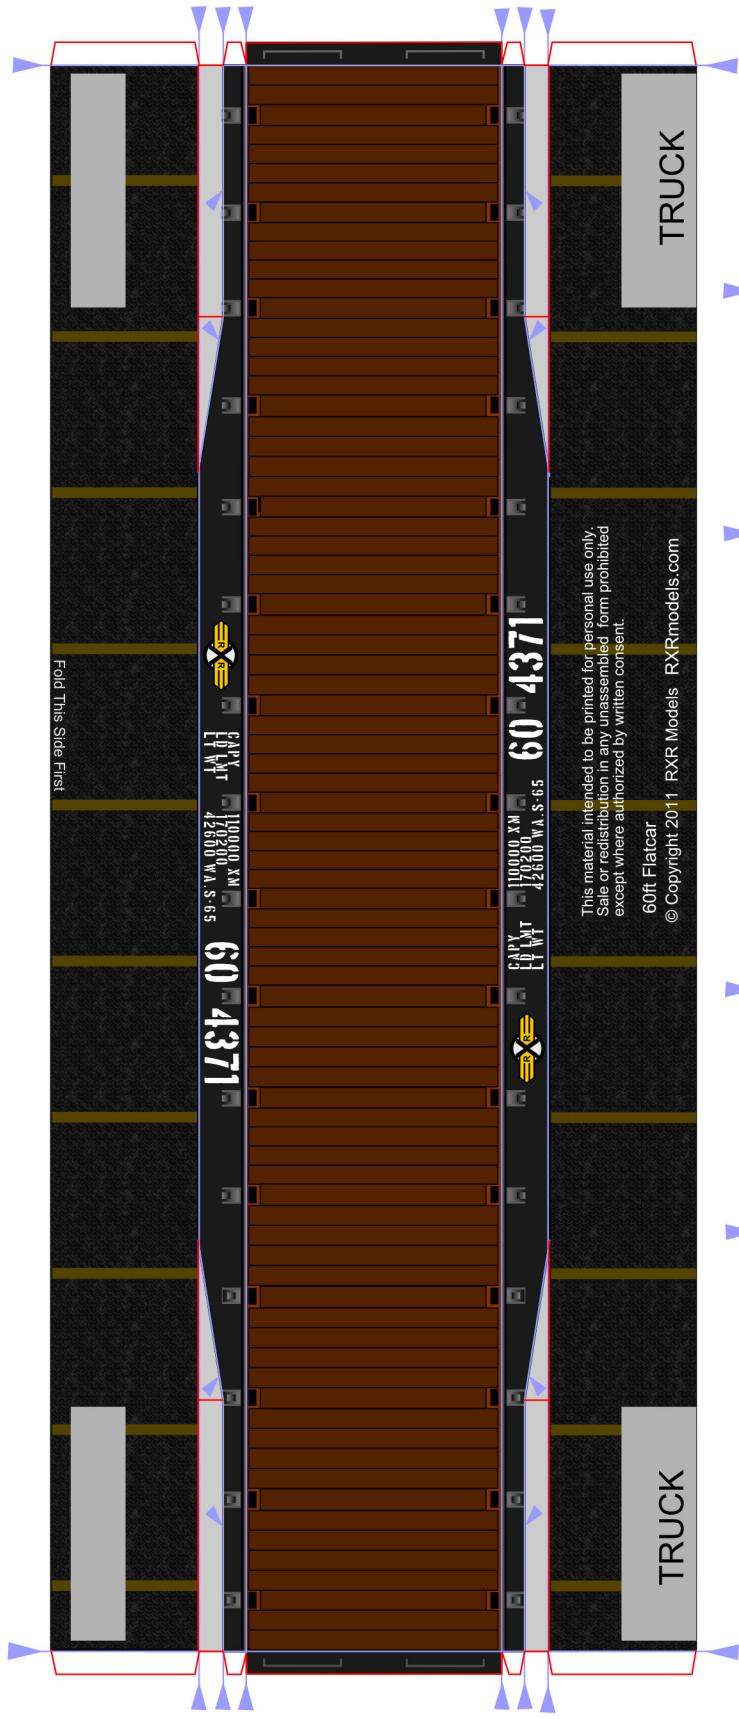 TRUCK
Fold This Side First
R R
CAPY 110000 XM
LD LMT 170200
LT WT 42600 WA.S-65
60 4371
60 4371
CAPY 110000 XM
LD LMT 170200
LT WT 42600 WA.S-65
R R
This material intended to be printed for personal use only.
Sale or redistribution in any unassembled form prohibited
except where authorized by written consent.
60ft Flatcar
© Copyright 2011 RXR Models RXRmodels.com
TRUCK